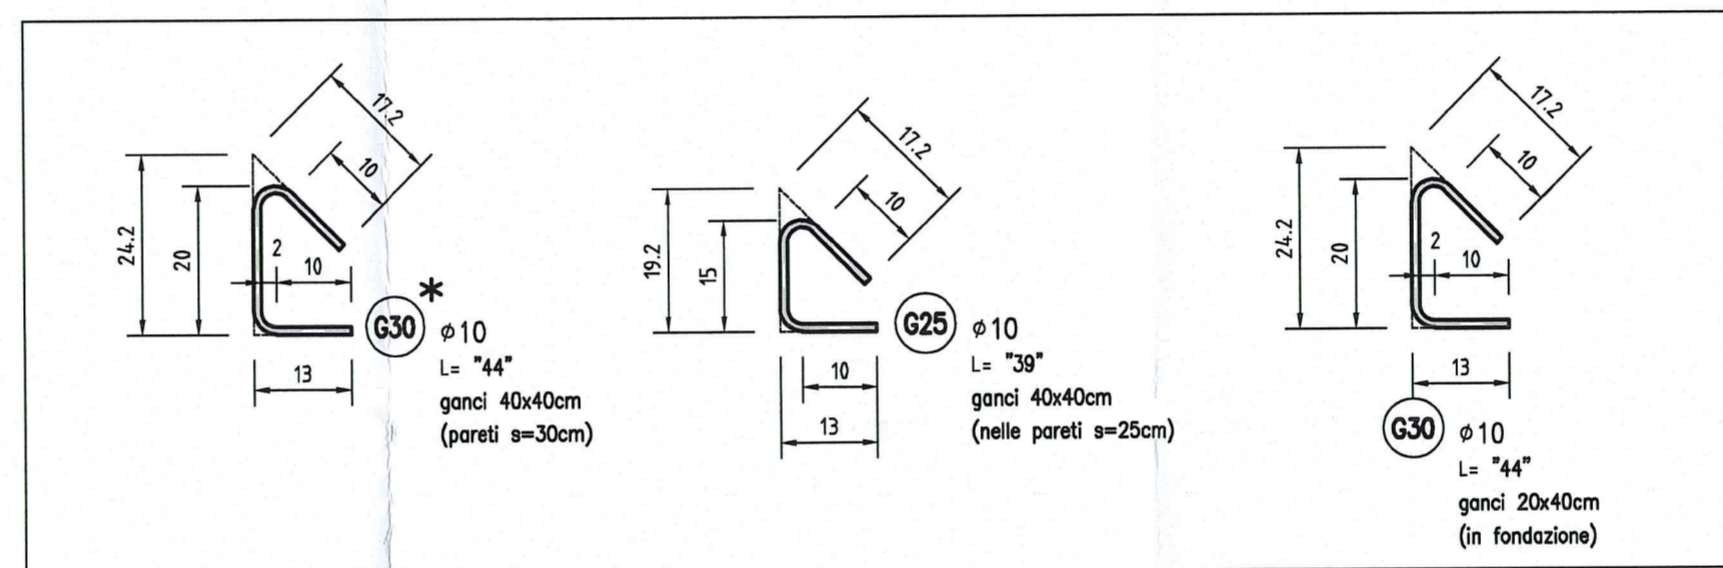 17.2
10
24.2
20
2
10
13
G30 *
ø10
L= "44"
ganci 40x40cm
(pareti s=30cm)
17.2
10
19.2
15
10
13
G25
ø10
L= "39"
ganci 40x40cm
(nelle pareti s=25cm)
17.2
10
24.2
20
2
10
13
G30
ø10
L= "44"
ganci 20x40cm
(in fondazione)